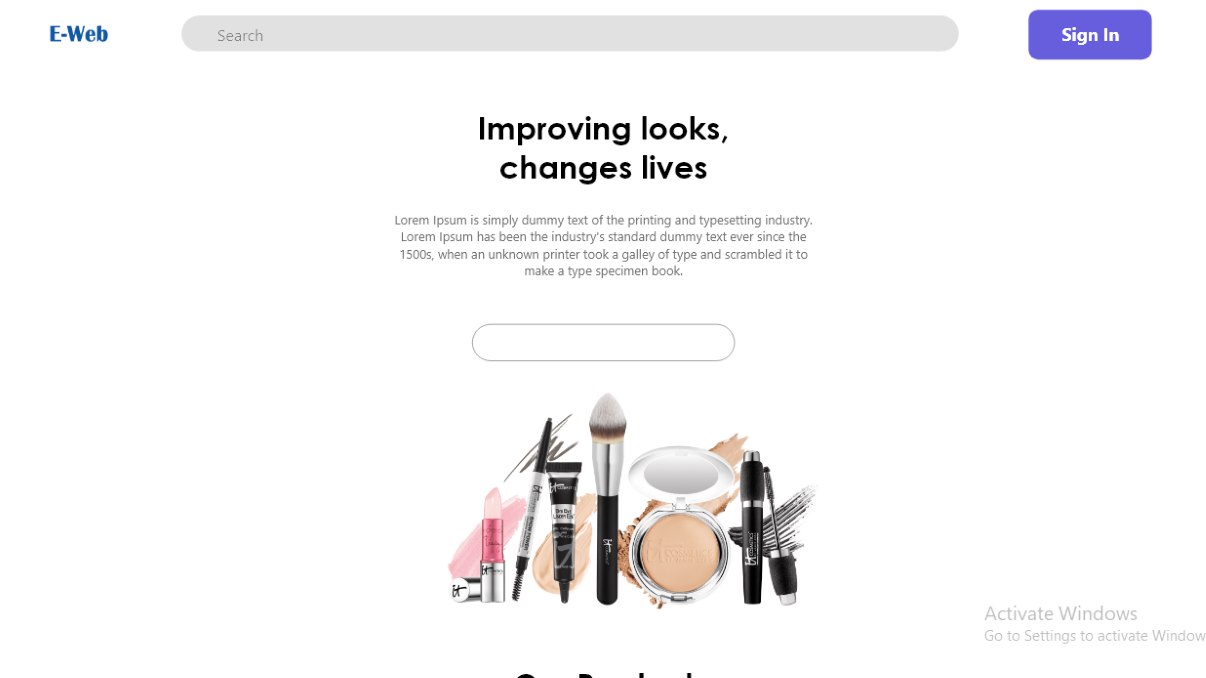 E-Web
Search
Sign In
Improving looks,
changes lives
Lorem Ipsum is simply dummy text of the printing and typesetting industry.
Lorem Ipsum has been the industry's standard dummy text ever since the
1500s, when an unknown printer took a galley of type and scrambled it to
make a type specimen book.
it
COSMETICS
Activate Windows
Go to Settings to activate Window